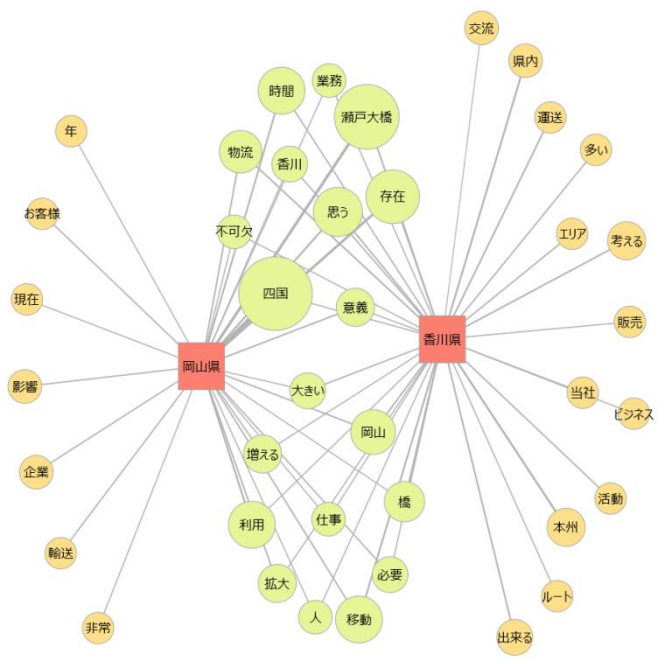 交流
県内
業務
時間
瀬戸大橋
運送
年
物流
香川
多い
お客様
思う
存在
不可欠
エリア
考える
現在
四国
意義
販売
香川県
岡山県
影響
大きい
当社
ビジネス
岡山
増える
企業
橋
活動
利用
仕事
本州
輸送
拡大
必要
ルート
非常
人
移動
出来る